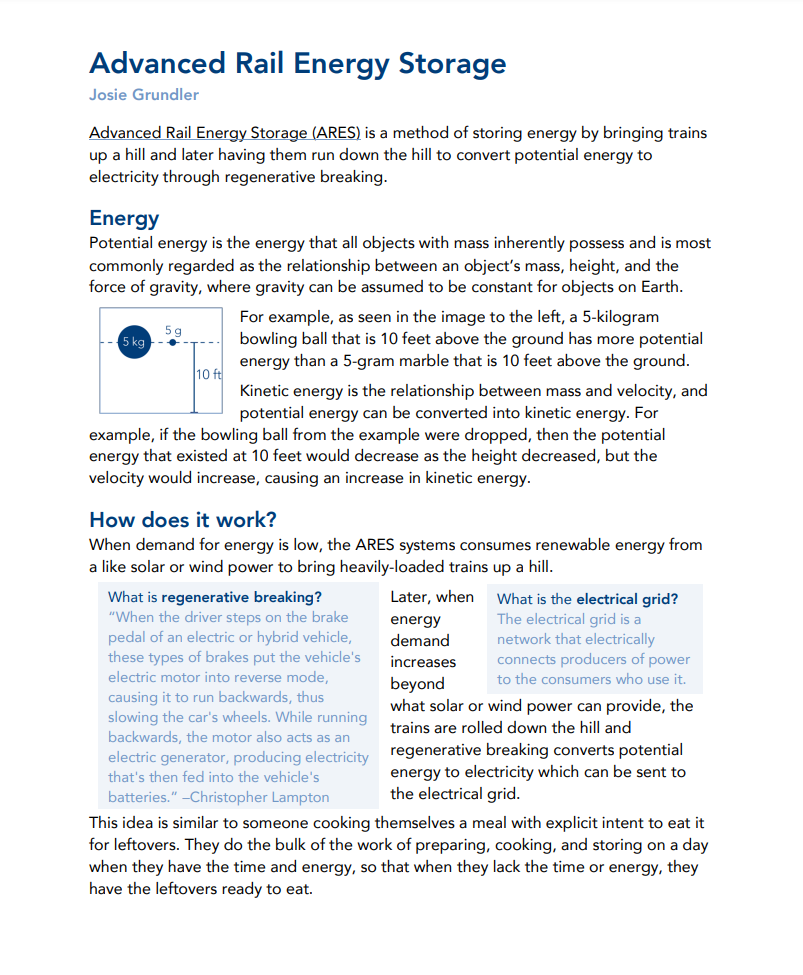 Advanced Rail Energy Storage
Josie Grundler
Advanced Rail Energy Storage (ARES) is a method of storing energy by bringing trains
up a hill and later having them run down the hill to convert potential energy to
electricity through regenerative breaking.
Energy
Potential energy is the energy that all objects with mass inherently possess and is most
commonly regarded as the relationship between an object’s mass, height, and the
force of gravity, where gravity can be assumed to be constant for objects on Earth.
5 kg
5 g
10 ft
For example, as seen in the image to the left, a 5-kilogram
bowling ball that is 10 feet above the ground has more potential
energy than a 5-gram marble that is 10 feet above the ground.
Kinetic energy is the relationship between mass and velocity, and
potential energy can be converted into kinetic energy. For
example, if the bowling ball from the example were dropped, then the potential
energy that existed at 10 feet would decrease as the height decreased, but the
velocity would increase, causing an increase in kinetic energy.
How does it work?
When demand for energy is low, the ARES systems consumes renewable energy from
a like solar or wind power to bring heavily-loaded trains up a hill.
What is regenerative breaking?
“When the driver steps on the brake
pedal of an electric or hybrid vehicle,
these types of brakes put the vehicle's
electric motor into reverse mode,
causing it to run backwards, thus
slowing the car's wheels. While running
backwards, the motor also acts as an
electric generator, producing electricity
that's then fed into the vehicle's
batteries.” –Christopher Lampton
Later, when
energy
demand
increases
beyond
What is the electrical grid?
The electrical grid is a
network that electrically
connects producers of power
to the consumers who use it.
what solar or wind power can provide, the
trains are rolled down the hill and
regenerative breaking converts potential
energy to electricity which can be sent to
the electrical grid.
This idea is similar to someone cooking themselves a meal with explicit intent to eat it
for leftovers. They do the bulk of the work of preparing, cooking, and storing on a day
when they have the time and energy, so that when they lack the time or energy, they
have the leftovers ready to eat.